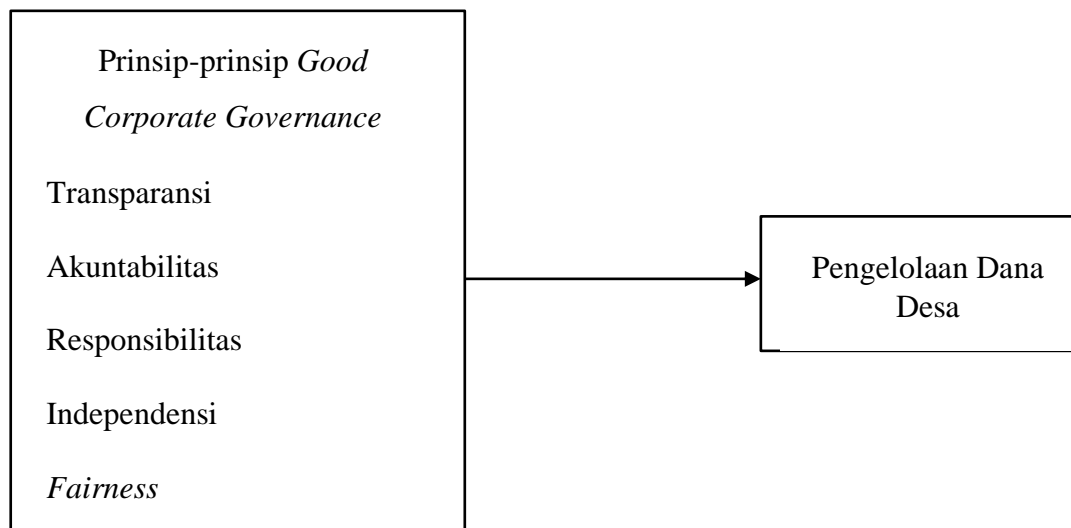 Prinsip-prinsip Good
Corporate Governance
Transparansi
Akuntabilitas
Responsibilitas
Independensi
Fairness
Pengelolaan Dana
Desa